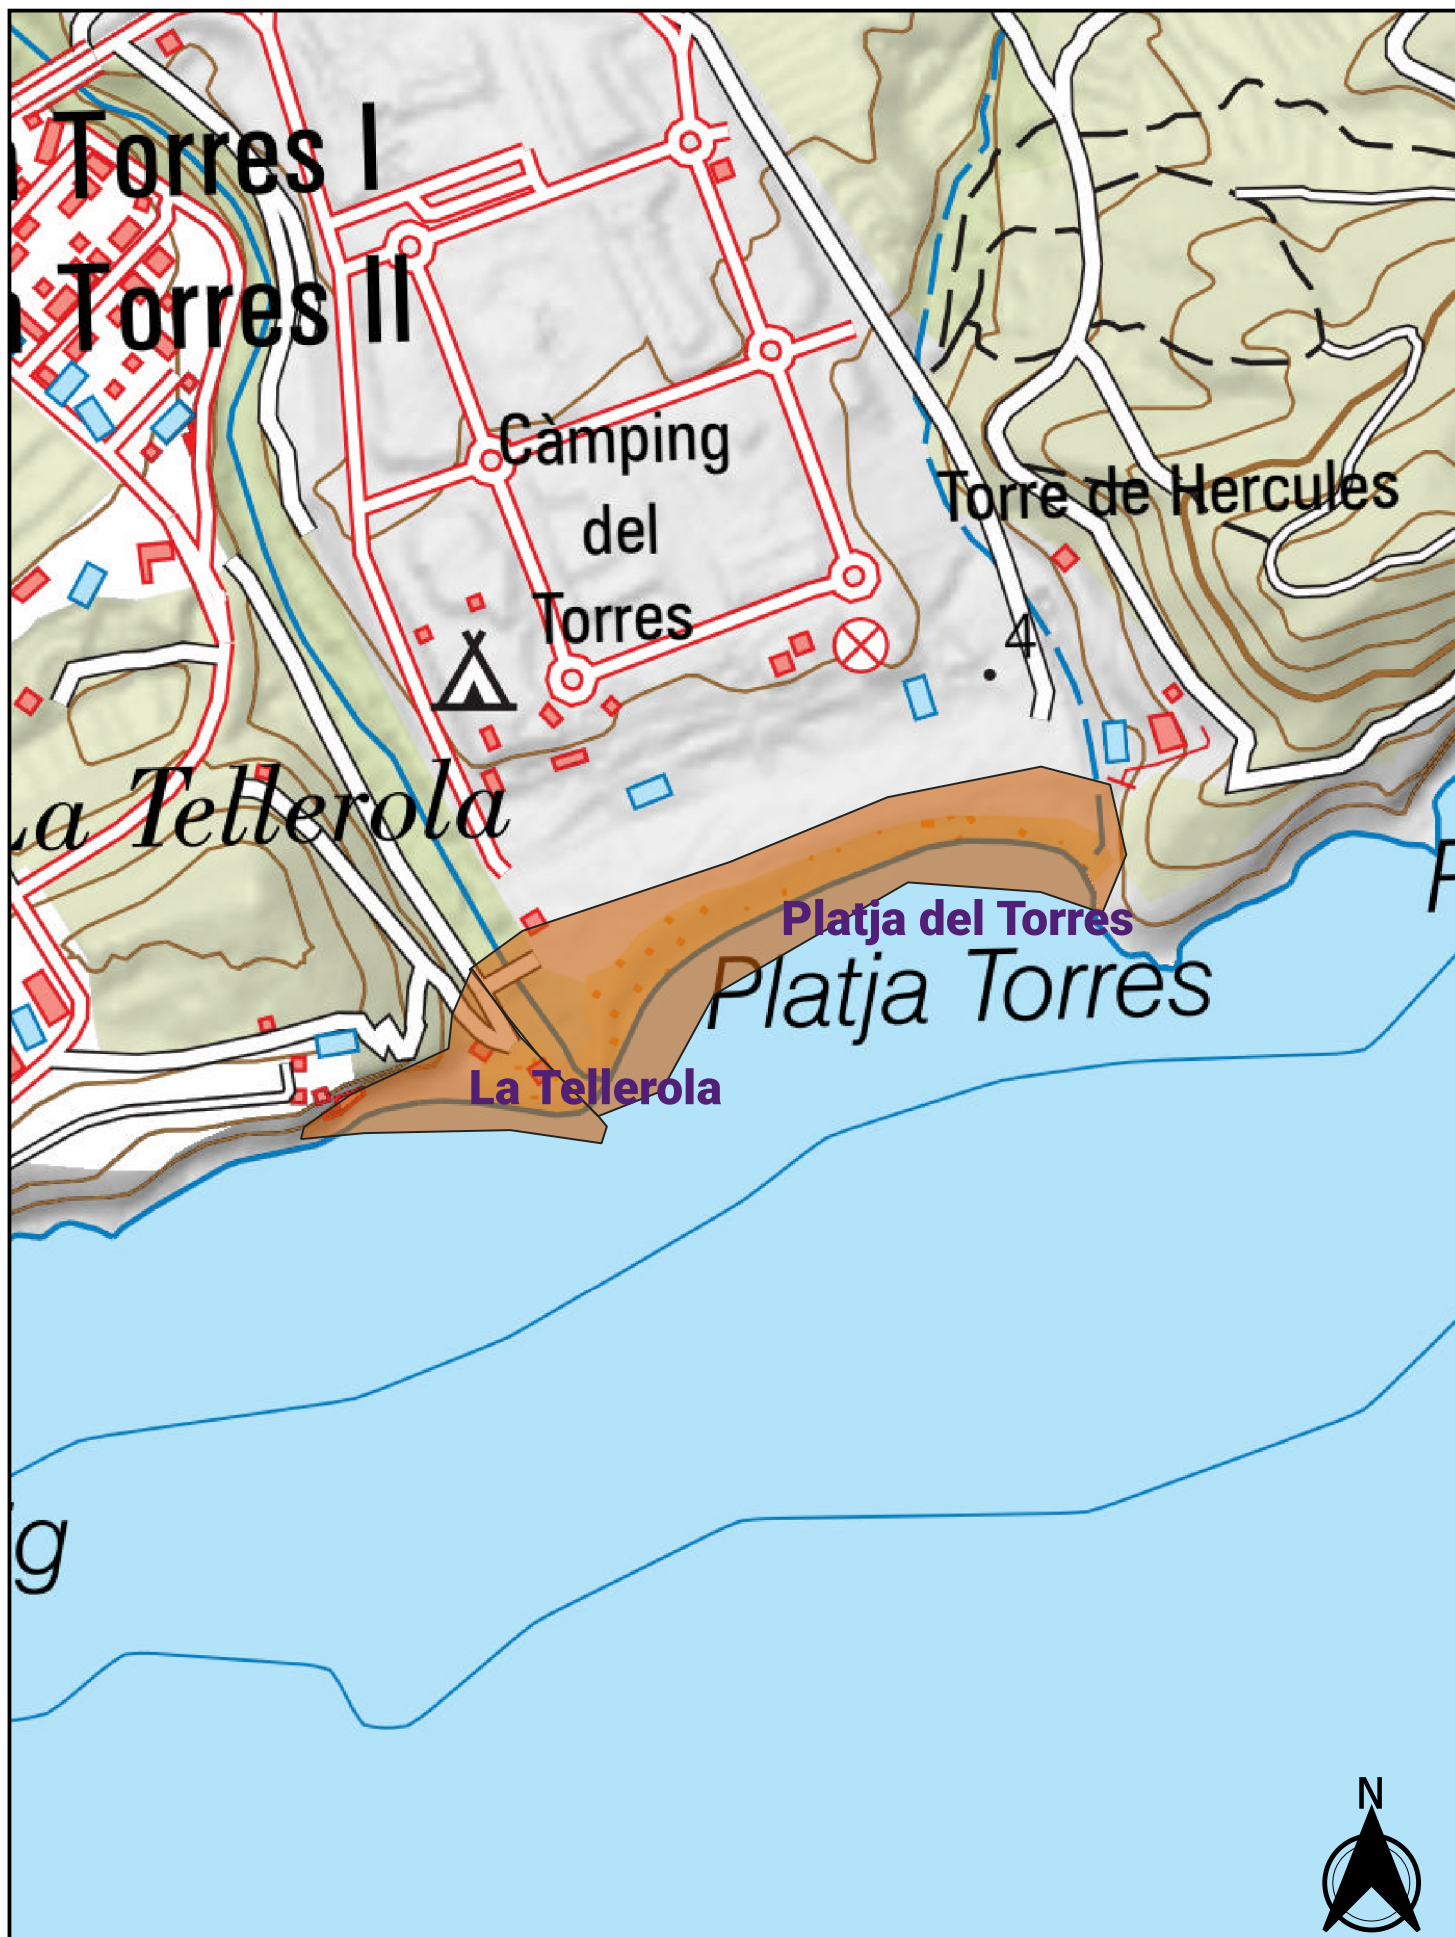 Torres I
Torres II
Càmping
del
Torres
Torre de Hercules
4
La Tellerola
Platja del Torres
Platja Torres
La Tellerola
N